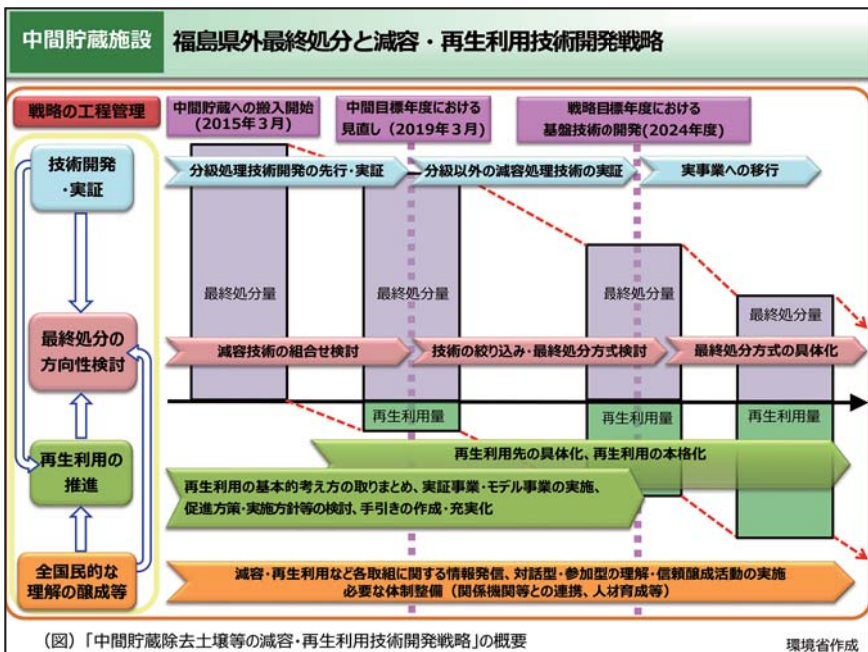 中間貯蔵施設
福島県外最終処分と減容・再生利用技術開発戦略
戦略の工程管理
中間貯蔵への搬入開始
(2015年3月)
中間目標年度における
見直し（2019年3月）
戦略目標年度における
基盤技術の開発(2024年度)
技術開発
・実証
分級処理技術開発の先行・実証
分級以外の減容処理技術の実証
実事業への移行
最終処分量
最終処分量
最終処分量
最終処分量
最終処分の
方向性検討
減容技術の組合せ検討
技術の絞り込み・最終処分方式検討
最終処分方式の具体化
再生利用量
再生利用量
再生利用量
再生利用の
推進
再生利用先の具体化、再生利用の本格化
再生利用の基本的考え方の取りまとめ、実証事業・モデル事業の実施、
促進方策・実施方針等の検討、手引きの作成・充実化
全国民的な
理解の醸成等
減容・再生利用など各取組に関する情報発信、対話型・参加型の理解・信頼醸成活動の実施
必要な体制整備（関係機関等との連携、人材育成等）
（図）「中間貯蔵除去土壌等の減容・再生利用技術開発戦略」の概要
環境省作成